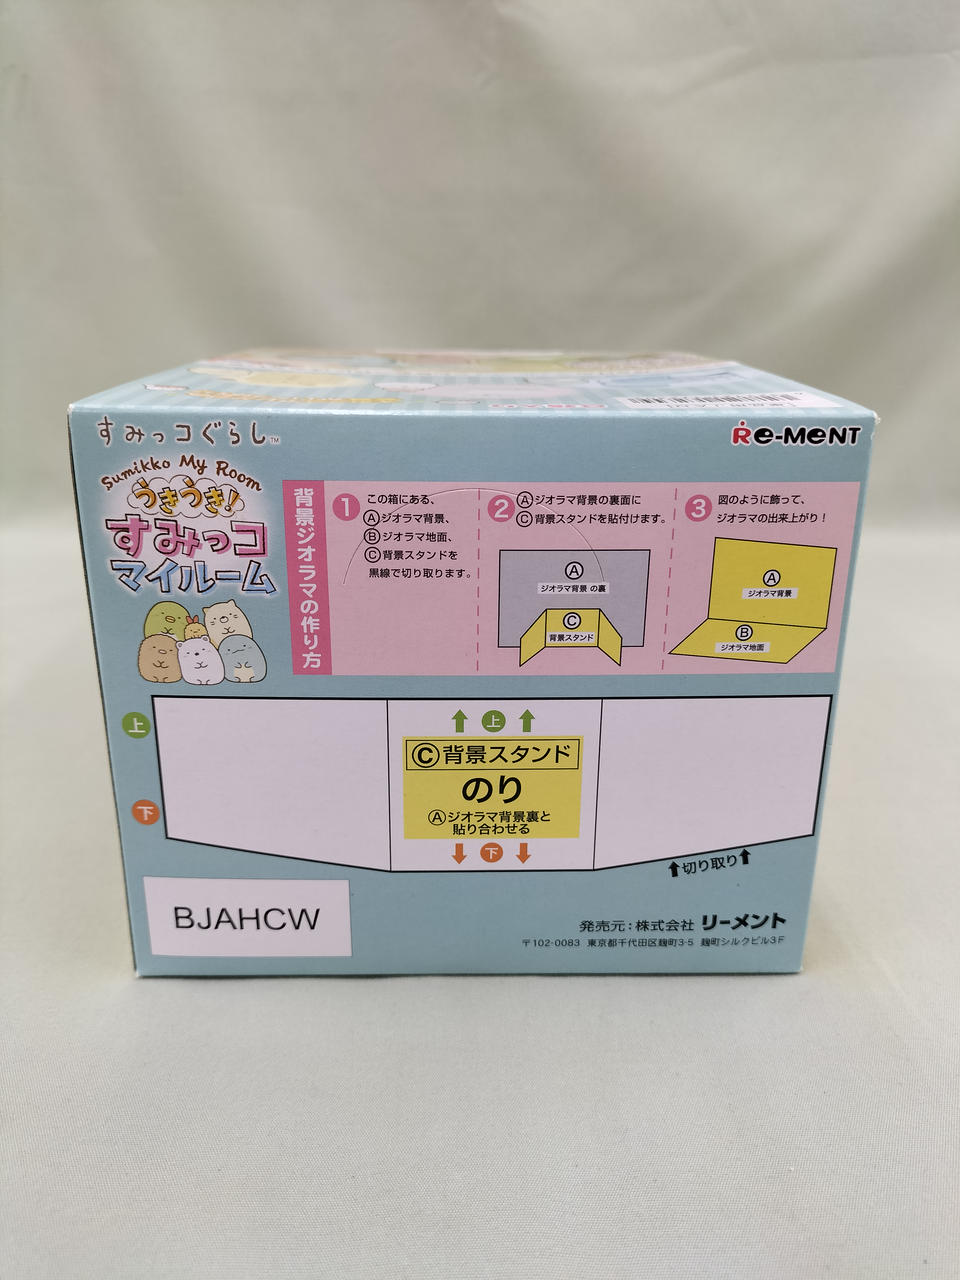 すみっコぐらし™
Re-MeNT
Sumikko My Room
うきうき!
すみっコ
マイルーム
背景ジオラマの作り方
1
この箱にある、
Ⓐジオラマ背景、
Ⓑジオラマ地面、
Ⓒ背景スタンドを
黒線で切り取ります。
2
Ⓐジオラマ背景の裏面に
Ⓒ背景スタンドを貼付けます。
Ⓐ
ジオラマ背景 の裏
Ⓒ
背景スタンド
3
図のように飾って、
ジオラマの出来上がり!
Ⓐ
ジオラマ背景
Ⓑ
ジオラマ地面
上
下
↑上↑
Ⓒ背景スタンド
のり
Ⓐジオラマ背景裏と
貼り合わせる
↓下↓
↑切り取り↑
BJAHCW
発売元:株式会社 リーメント
〒102-0083 東京都千代田区麹町3-5 麹町シルクビル3F